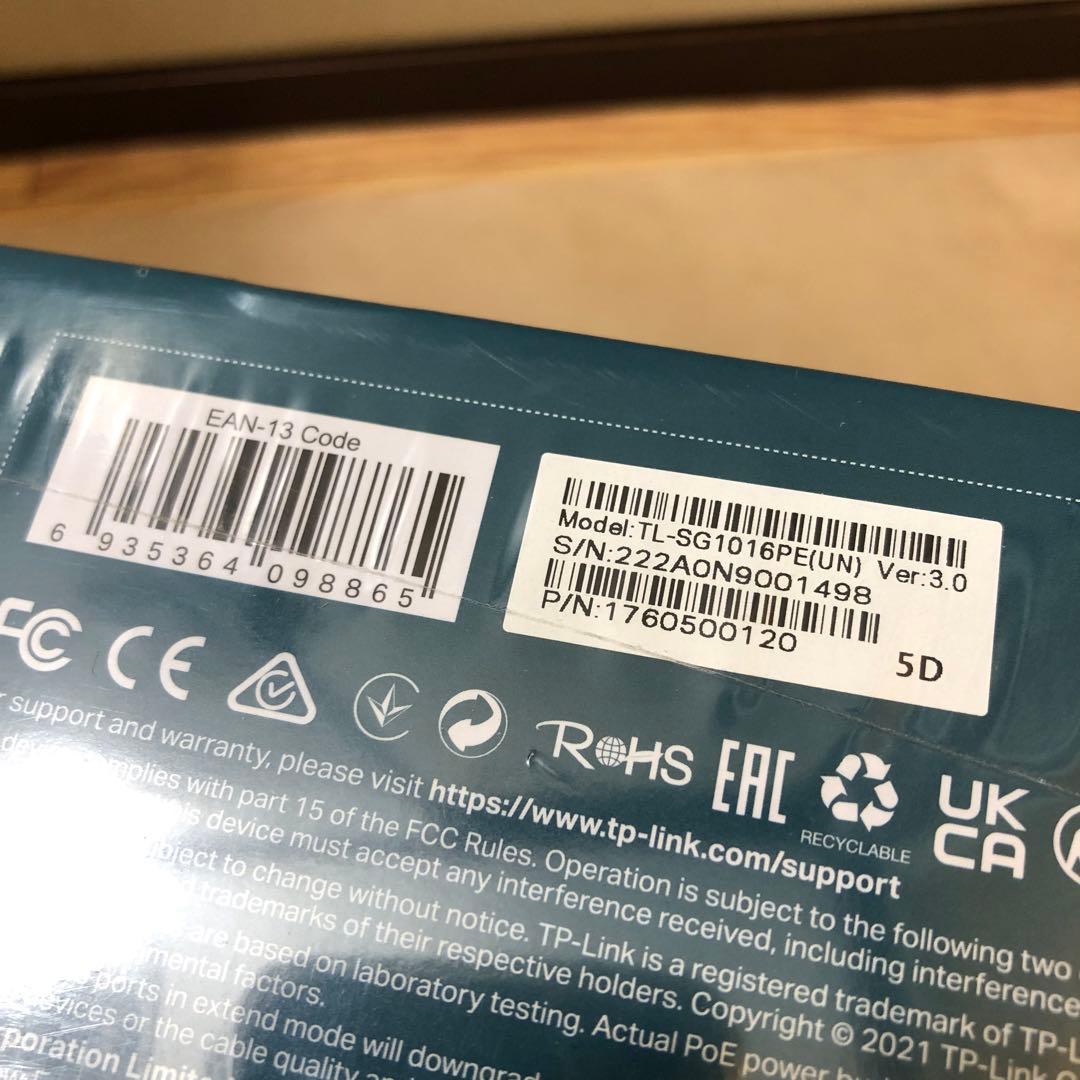 EAN-13 Code
6 935364 098865
Model:TL-SG1016PE(UN) Ver:3.0
S/N:222A0N9001498
P/N:1760500120
5D
FC CE
RoHS
EAC
RECYCLABLE
UK
CA
support and warranty, please visit https://www.tp-link.com/support
complies with part 15 of the FCC Rules. Operation is subject to the following two
this device must accept any interference received, including interference
subject to change without notice. TP-Link is a registered trademark of TP-L
trademarks of their respective holders. Copyright © 2021 TP-Link
are based on laboratory testing. Actual PoE power
factors.
ports in extend mode will downgrad
devices or the cable quality